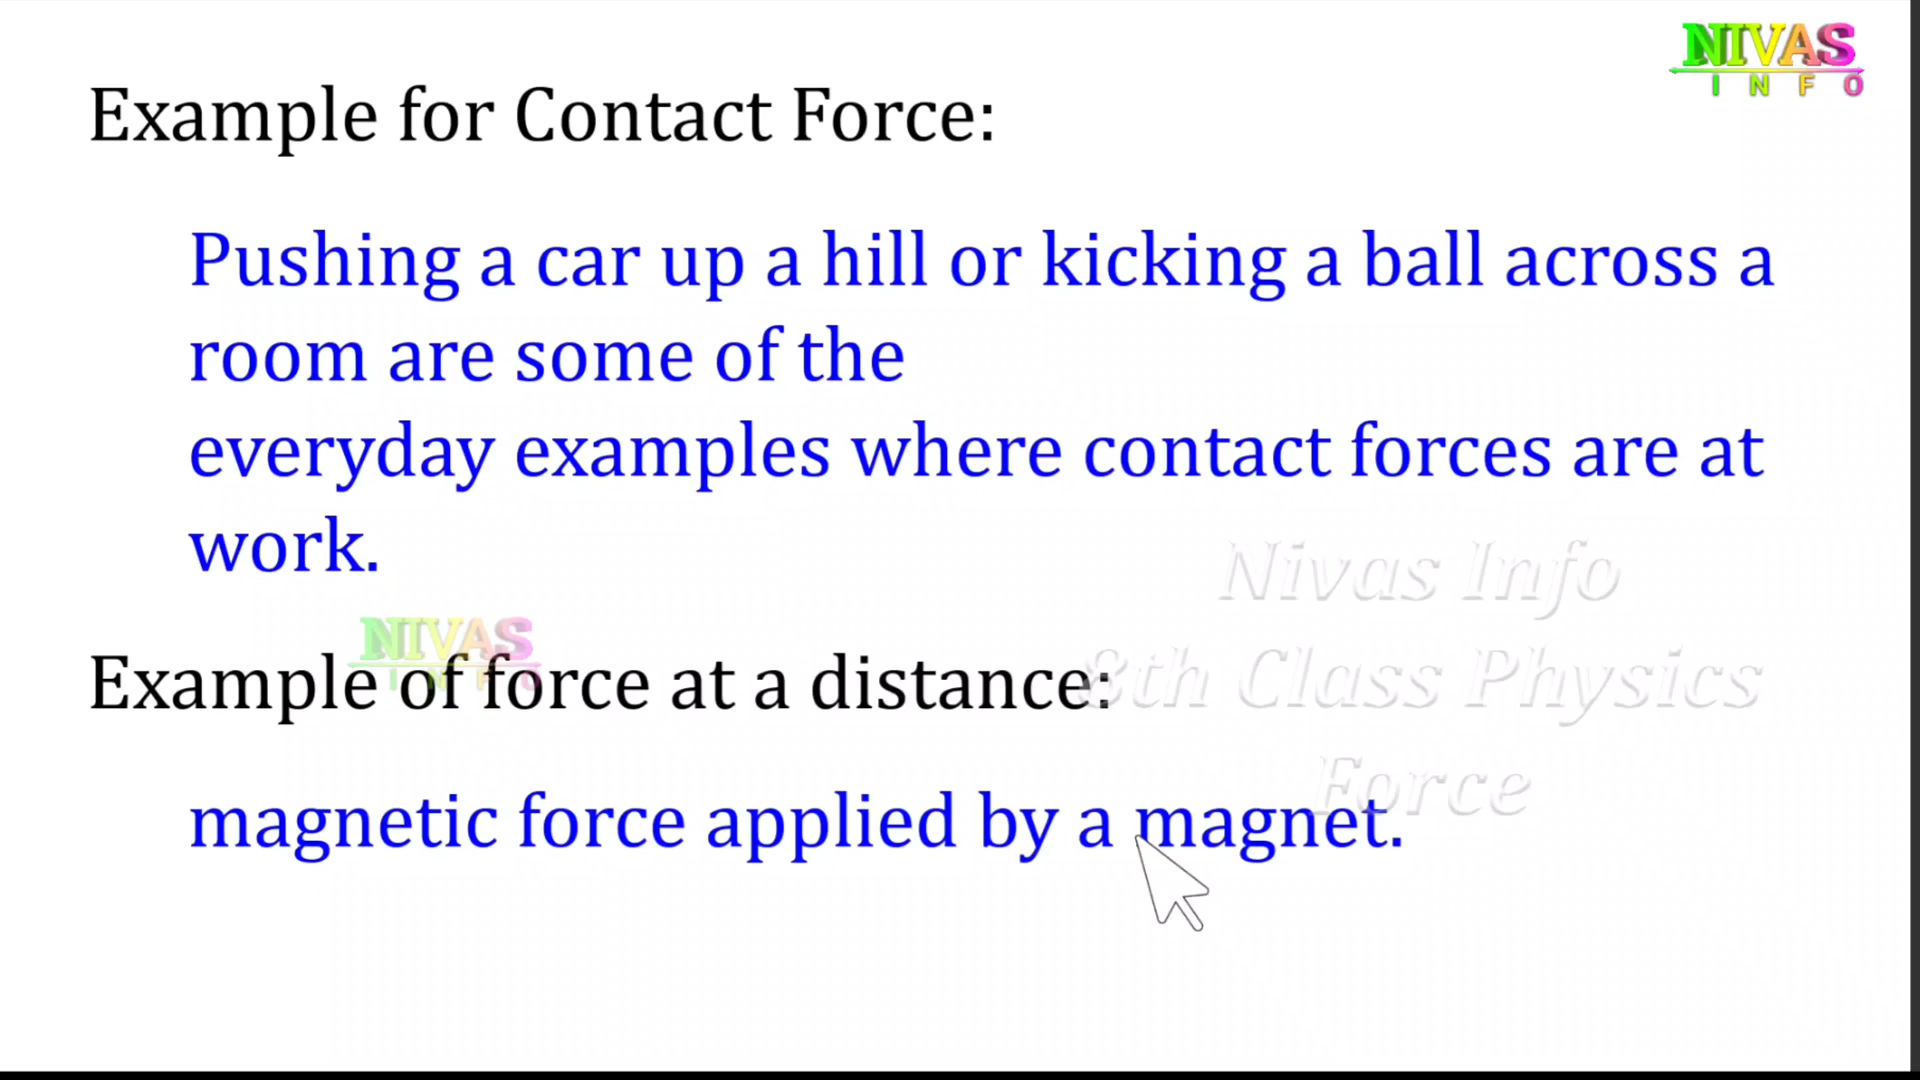 NIVAS
INFO
Example for Contact Force:
Pushing a car up a hill or kicking a ball across a
room are some of the
everyday examples where contact forces are at
work.
Nivas Info
NIVAS
INFO
Example of force at a distance:
8th Class Physics
Force
magnetic force applied by a magnet.